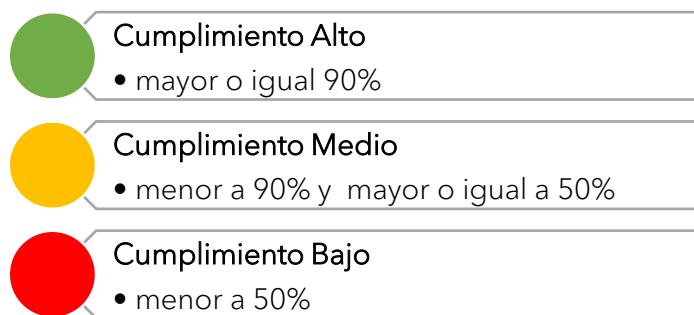 Cumplimiento Alto
• mayor o igual 90%
Cumplimiento Medio
• menor a 90% y mayor o igual a 50%
Cumplimiento Bajo
• menor a 50%